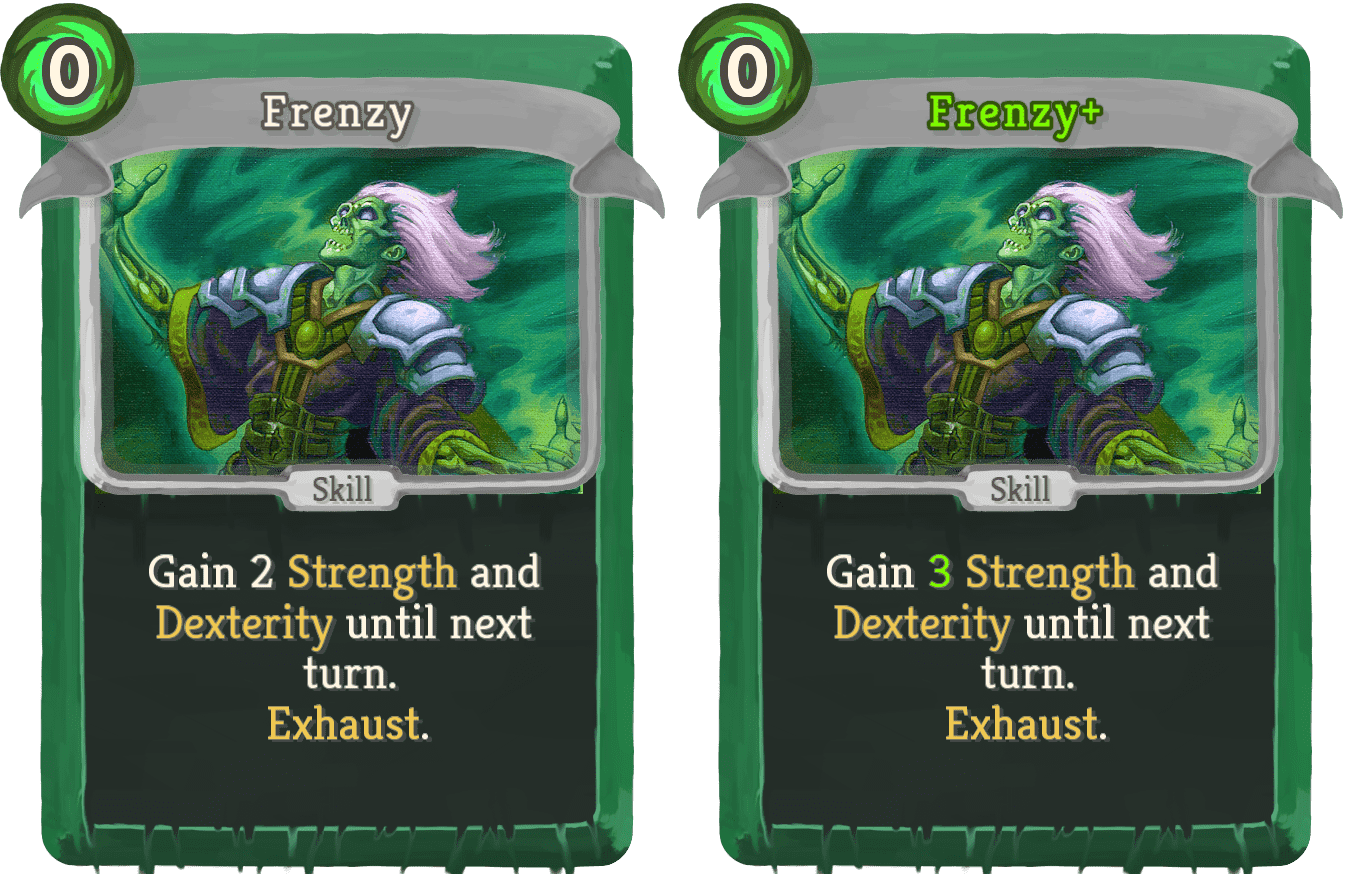 0
Frenzy
Skill
Gain 2 Strength and
Dexterity until next
turn.
Exhaust.
0
Frenzy+
Skill
Gain 3 Strength and
Dexterity until next
turn.
Exhaust.